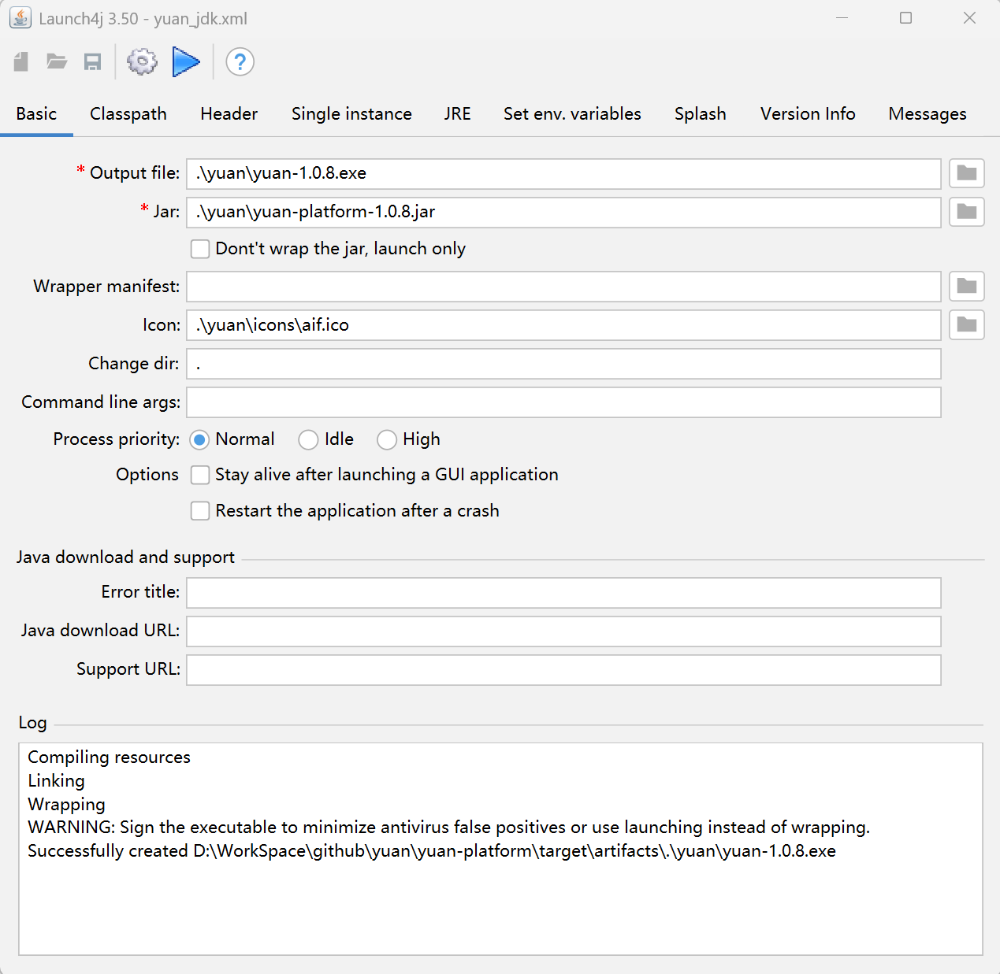 Launch4j 3.50 - yuan_jdk.xml
?
Basic Classpath Header Single instance JRE Set env. variables Splash Version Info Messages
* Output file: .\yuan\yuan-1.0.8.exe
* Jar: .\yuan\yuan-platform-1.0.8.jar
Dont't wrap the jar, launch only
Wrapper manifest:
Icon: .\yuan\icons\aif.ico
Change dir: .
Command line args:
Process priority: Normal Idle High
Options Stay alive after launching a GUI application
Restart the application after a crash
Java download and support
Error title:
Java download URL:
Support URL:
Log
Compiling resources
Linking
Wrapping
WARNING: Sign the executable to minimize antivirus false positives or use launching instead of wrapping.
Successfully created D:\WorkSpace\github\yuan\yuan-platform\target\artifacts\.\yuan\yuan-1.0.8.exe